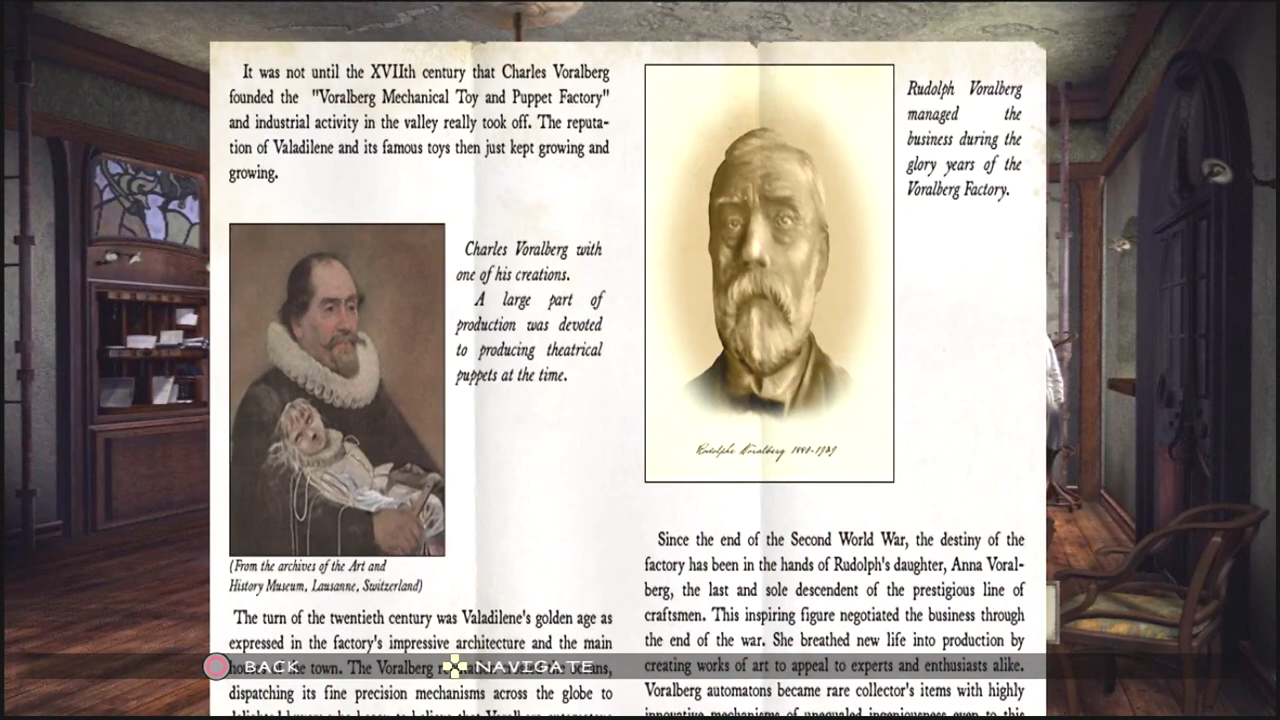 It was not until the XVIIth century that Charles Voralberg
founded the "Voralberg Mechanical Toy and Puppet Factory"
and industrial activity in the valley really took off. The reputa-
tion of Valadilene and its famous toys then just kept growing and
growing.
Charles Voralberg with
one of his creations.
A large part of
production was devoted
to producing theatrical
puppets at the time.
(From the archives of the Art and
History Museum, Lausanne, Switzerland)
The turn of the twentieth century was Valadilene's golden age as
expressed in the factory's impressive architecture and the main
the town. The Voralberg
dispatching its fine precision mechanisms across the globe to
Rudolph Voralberg
managed the
business during the
glory years of the
Voralberg Factory.
Rudolphe Voralberg
Since the end of the Second World War, the destiny of the
factory has been in the hands of Rudolph's daughter, Anna Voral-
berg, the last and sole descendent of the prestigious line of
craftsmen. This inspiring figure negotiated the business through
the end of the war. She breathed new life into production by
creating works of art to appeal to experts and enthusiasts alike.
Voralberg automatons became rare collector's items with highly
innovative mechanisms of unequaled ingeniousness even to this
BACK NAVIGATE